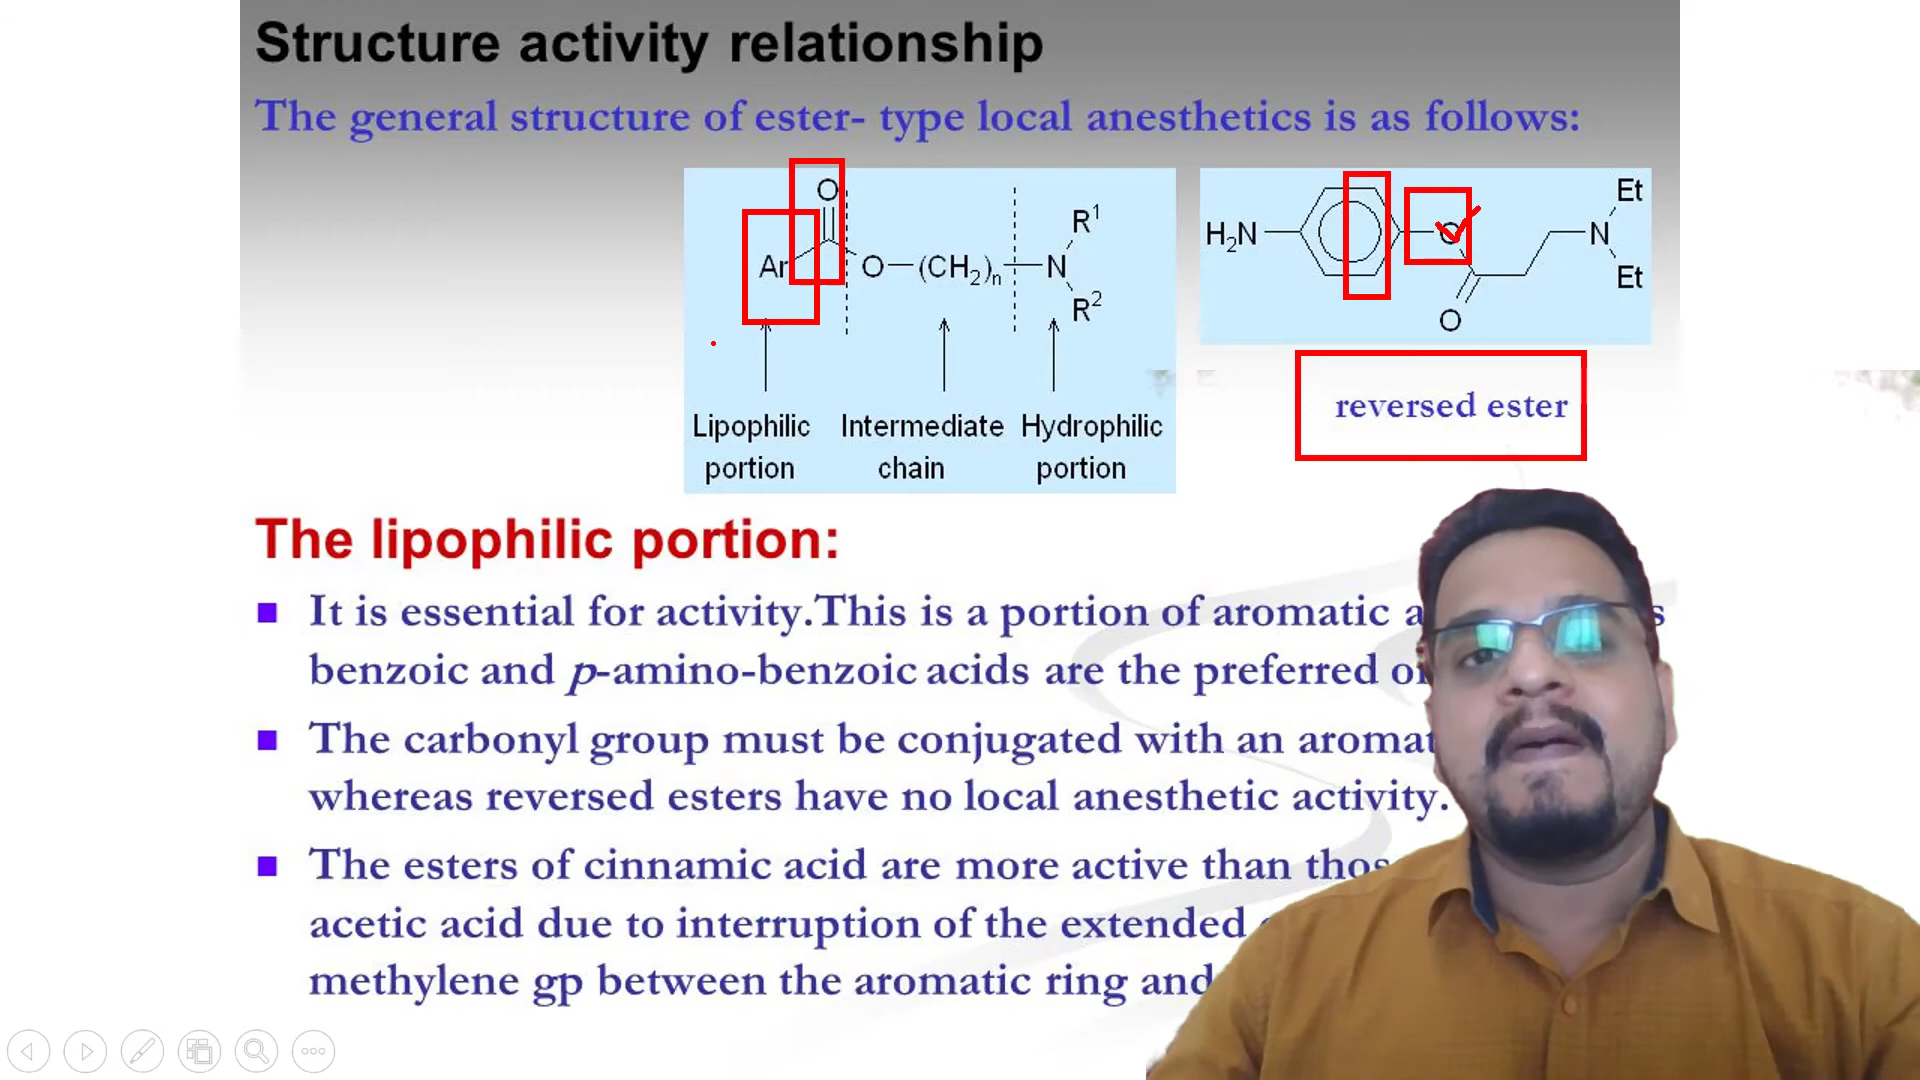 Structure activity relationship
The general structure of ester- type local anesthetics is as follows:
O
Ar
O
(CH2)n
N
R1
R2
Lipophilic
portion
Intermediate
chain
Hydrophilic
portion
H2N
O
O
N
Et
Et
reversed ester
The lipophilic portion:
It is essential for activity.This is a portion of aromatic
benzoic and p-amino-benzoic acids are the preferred
The carbonyl group must be conjugated with an
whereas reversed esters have no local anesthetic activity.
The esters of cinnamic acid are more active than
acetic acid due to interruption of the extended
methylene gp between the aromatic ring and